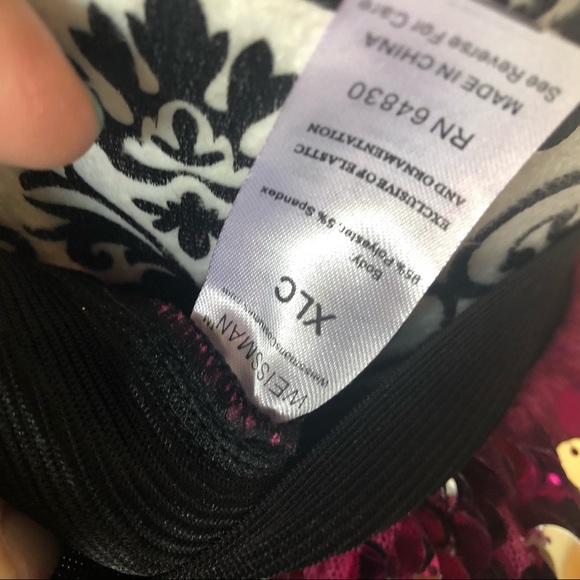 WEISSMAN™
XLC
Body
95% Polyester, 5% Spandex
EXCLUSIVE OF ELASTIC
AND ORNAMENTATION
RN 64830
MADE IN CHINA
See Reverse For Care